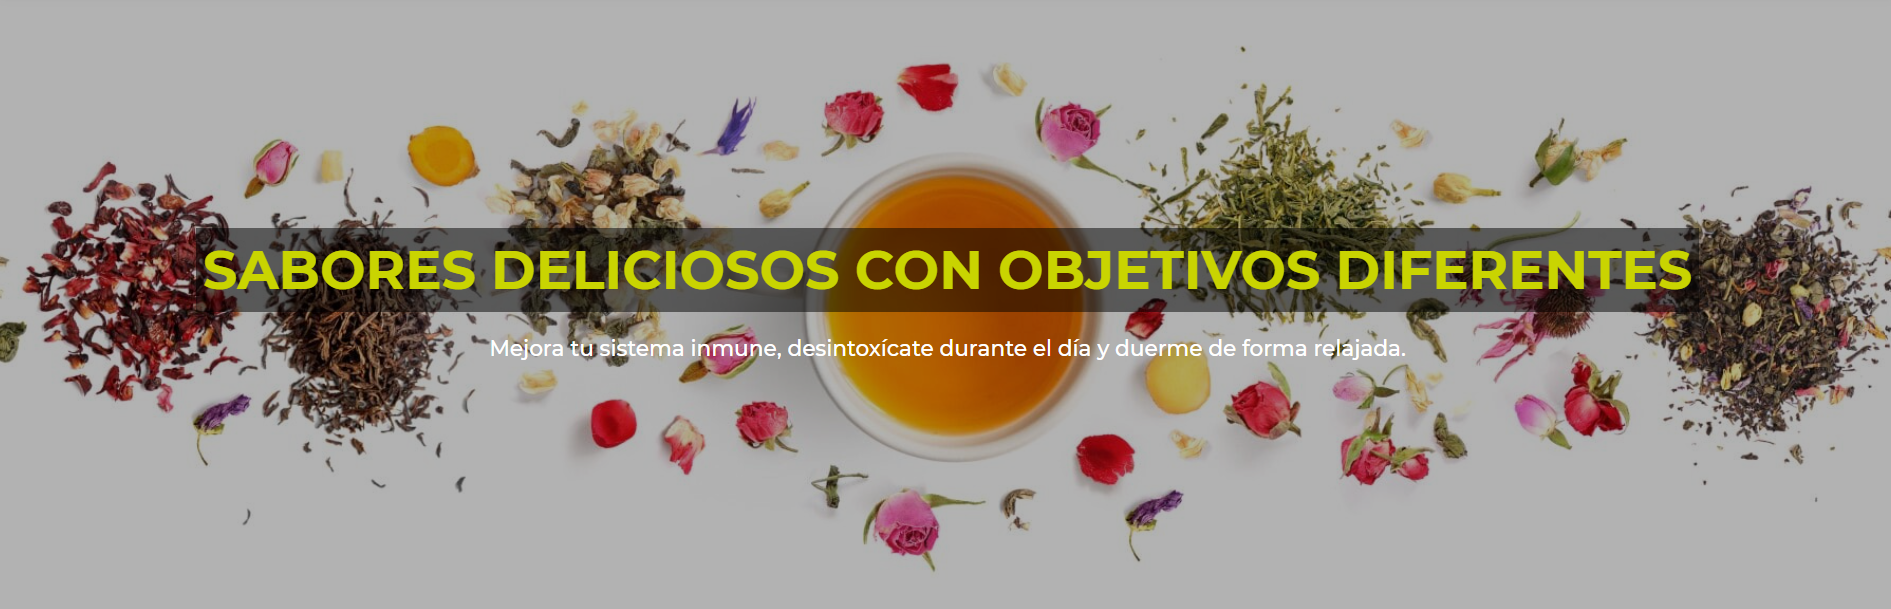 SABORES DELICIOSOS CON OBJETIVOS DIFERENTES
Mejora tu sistema inmune, desintoxícate durante el día y duerme de forma relajada.